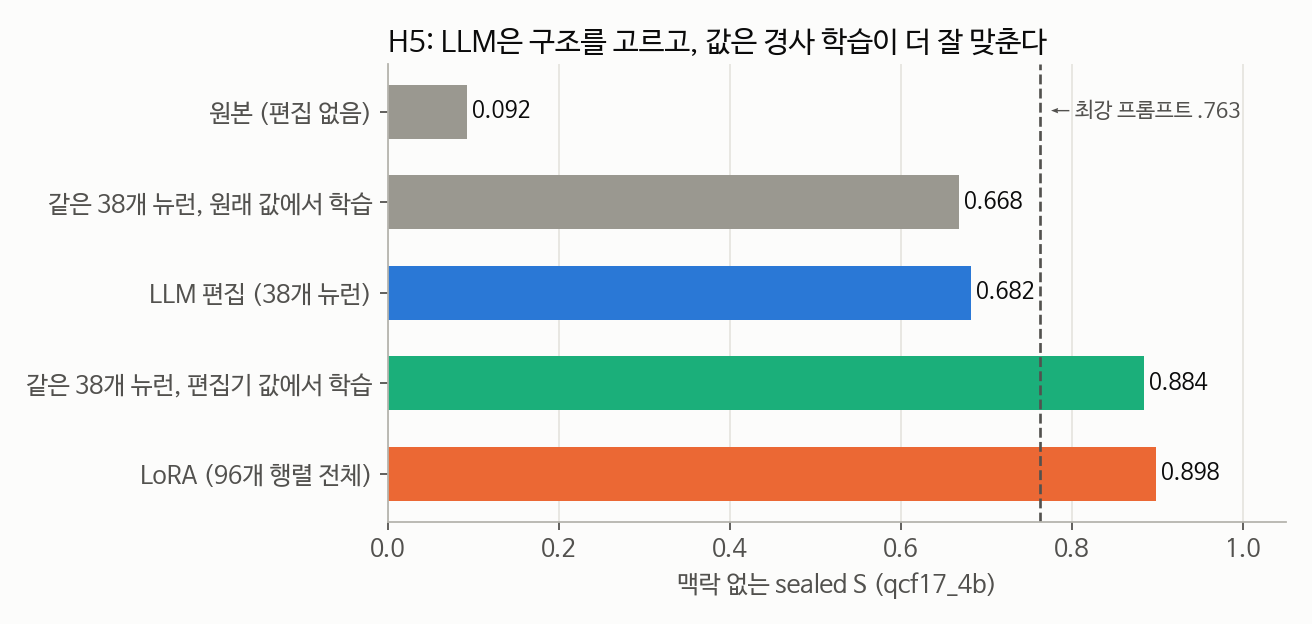 H5: LLM은 구조를 고르고, 값은 경사 학습이 더 잘 맞춘다
원본 (편집 없음)
0.092
← 최강 프롬프트 .763
같은 38개 뉴런, 원래 값에서 학습
0.668
LLM 편집 (38개 뉴런)
0.682
같은 38개 뉴런, 편집기 값에서 학습
0.884
LoRA (96개 행렬 전체)
0.898
0.0 0.2 0.4 0.6 0.8 1.0
맥락 없는 sealed S (qcf17_4b)